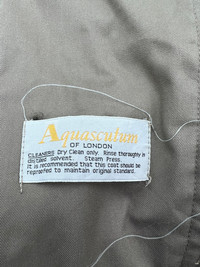 Aquascutum
OF LONDON
CLEANERS Dry Clean only. Rinse thoroughly in
distilled solvent. Steam Press.
It is recommended that this coat should be
reproofed to maintain original standard.